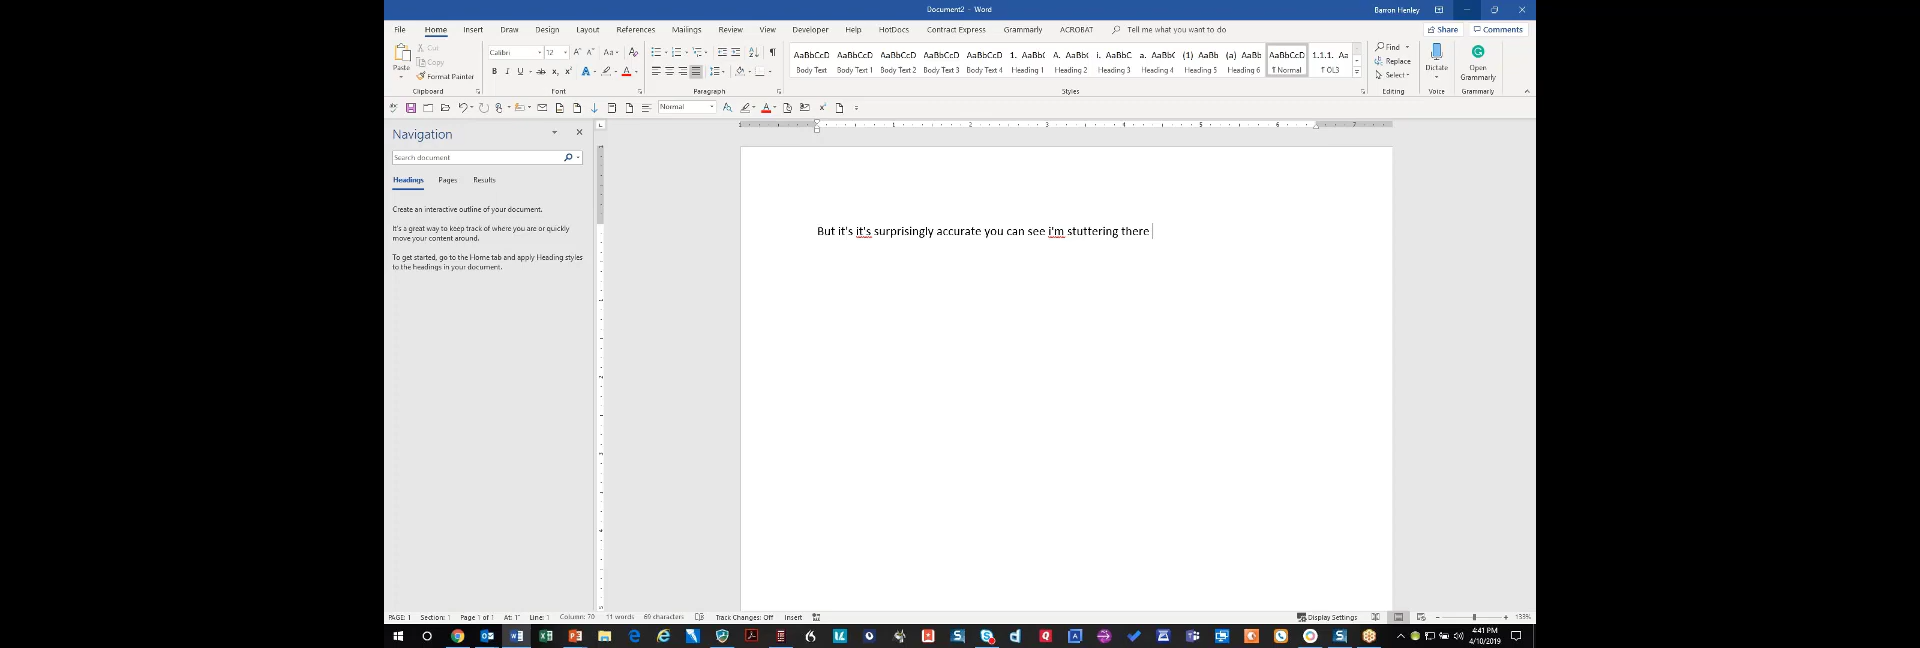 Document2 - Word
Barron Henley
File Home Insert Draw Design Layout References Mailings Review View Developer Help HotDocs Contract Express Grammarly ACROBAT Tell me what you want to do
Share Comments
Paste
Cut
Copy
Format Painter
Clipboard
Calibri 12
Font
Paragraph
AaBbCcD AaBbCcD AaBbCcD AaBbCcD AaBbCcD 1. AaBb( A. AaBb( i. AaBbC a. AaBb( (1) AaBb (a) AaBb AaBbCcD 1.1.1. Aa
Body Text Body Text 1 Body Text 2 Body Text 3 Body Text 4 Heading 1 Heading 2 Heading 3 Heading 4 Heading 5 Heading 6 ¶ Normal ¶ OL3
Styles
Find
Replace
Select
Editing
Dictate
Voice
Open Grammarly
Grammarly
Normal
Navigation
Search document
Headings Pages Results
Create an interactive outline of your document.
It's a great way to keep track of where you are or quickly
move your content around.
To get started, go to the Home tab and apply Heading styles
to the headings in your document.
But it's it's surprisingly accurate you can see i'm stuttering there
PAGE: 1 Section: 1 Page 1 of 1 At: 1" Line: 1 Column: 70 11 words 69 characters Track Changes: Off Insert
Display Settings 133%
4:41 PM
4/10/2019